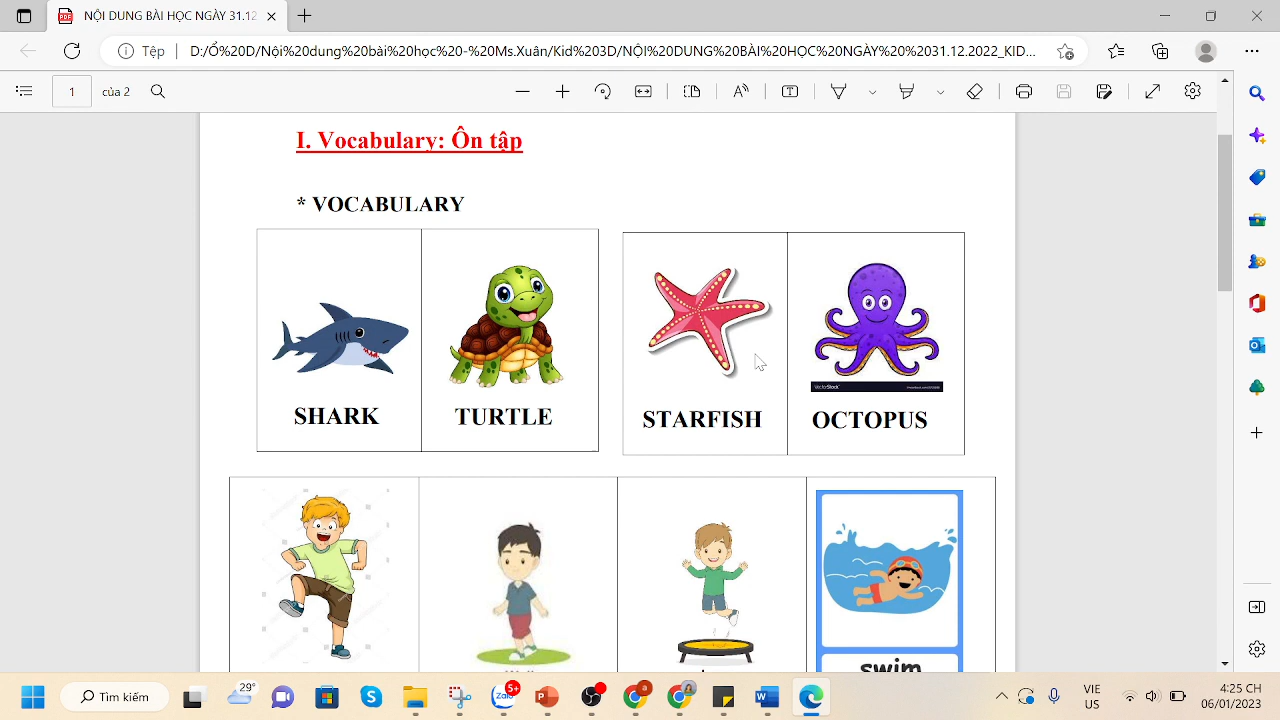 NỘI DUNG BÀI HỌC NGÀY 31.12
Tệp
D:/Ổ%20D/Nội%20dung%20bài%20học%20-%20Ms.Xuân/Kid%203D/NỘI%20DUNG%20BÀI%20HỌC%20NGÀY%20%2031.12.2022_KID...
1 của 2
I. Vocabulary: Ôn tập
* VOCABULARY
SHARK TURTLE STARFISH OCTOPUS
VectorStock
swim
Tìm kiếm
29°
5+
VIE
US
4:25 CH
06/01/2023